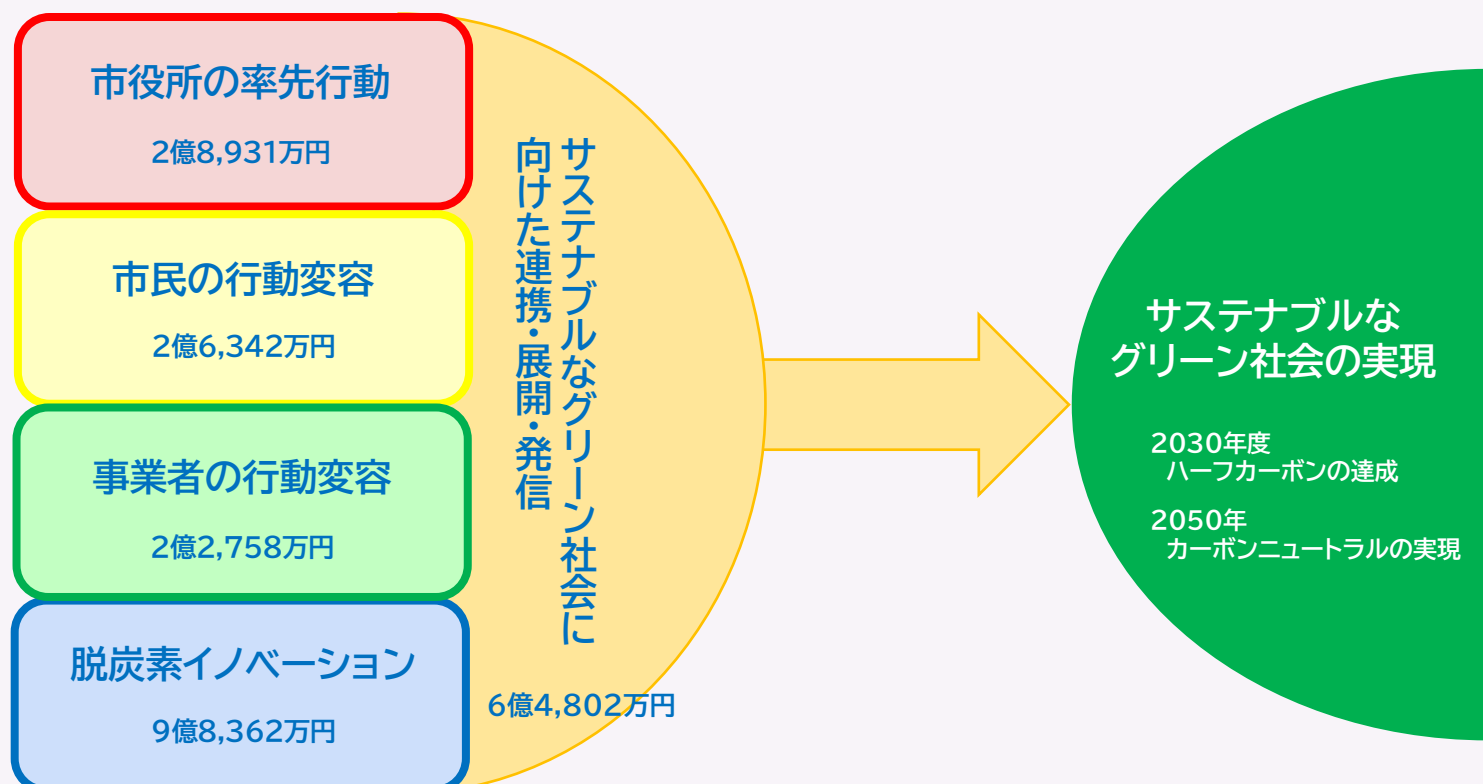 市役所の率先行動
2億8,931万円
市民の行動変容
2億6,342万円
事業者の行動変容
2億2,758万円
脱炭素イノベーション
9億8,362万円
サステナブルなグリーン社会に
向けた連携・展開・発信
6億4,802万円
サステナブルな
グリーン社会の実現
2030年度
ハーフカーボンの達成
2050年
カーボンニュートラルの実現